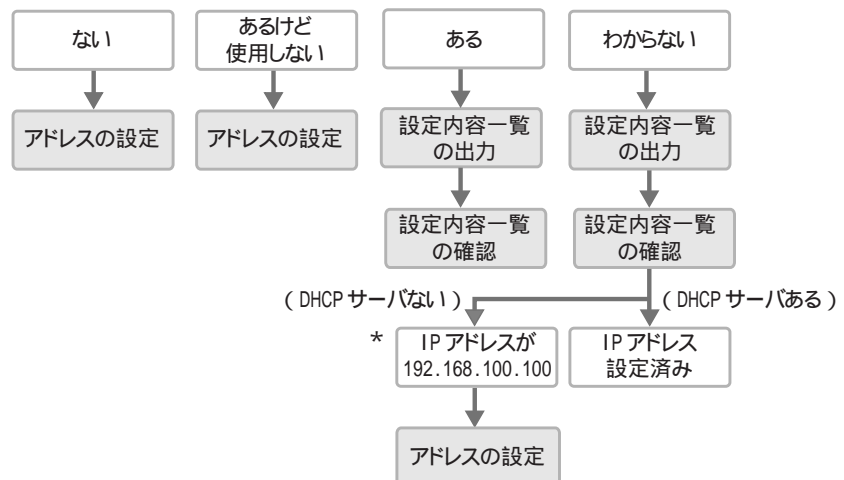 ない
あるけど
使用しない
ある
わからない
アドレスの設定
アドレスの設定
設定内容一覧
の出力
設定内容一覧
の出力
設定内容一覧
の確認
設定内容一覧
の確認
（DHCP サーバない）
（DHCP サーバある）
*
IP アドレスが
192.168.100.100
IP アドレス
設定済み
アドレスの設定